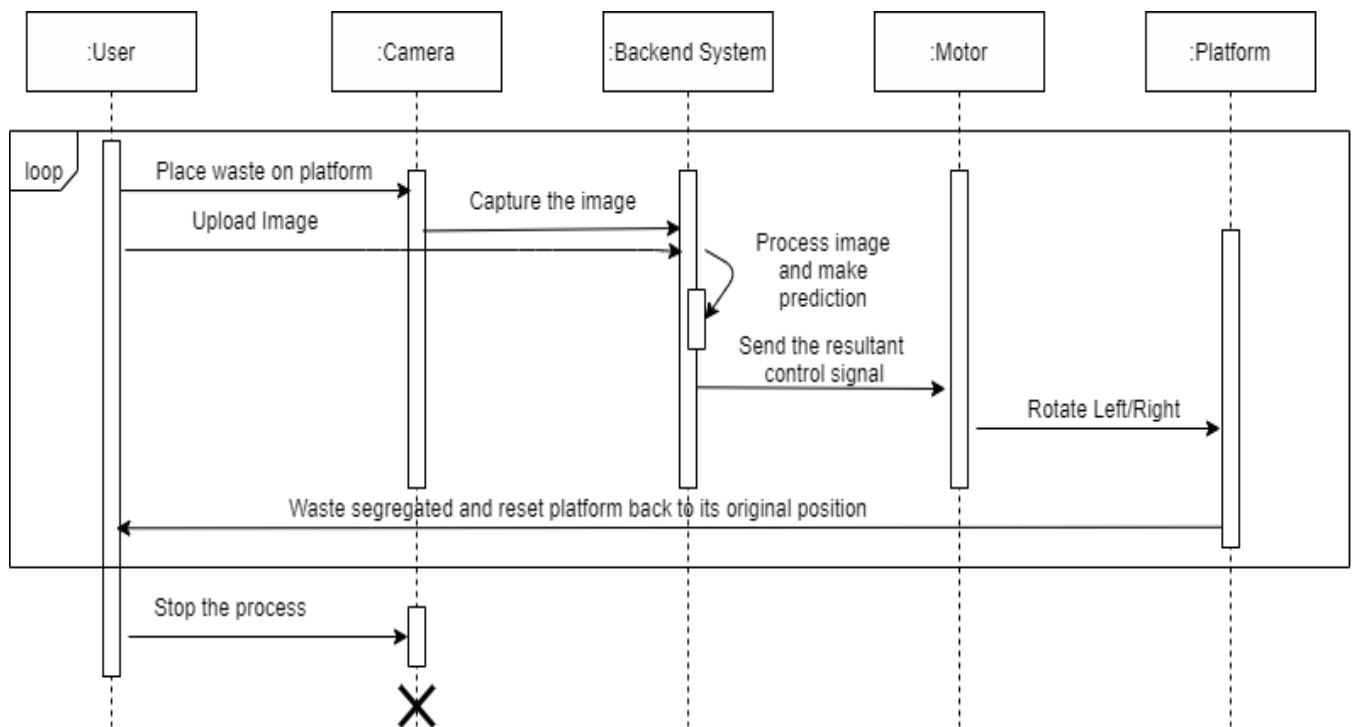 :User
:Camera
:Backend System
:Motor
:Platform
loop
Place waste on platform
Capture the image
Upload Image
Process image
and make
prediction
Send the resultant
control signal
Rotate Left/Right
Waste segregated and reset platform back to its original position
Stop the process